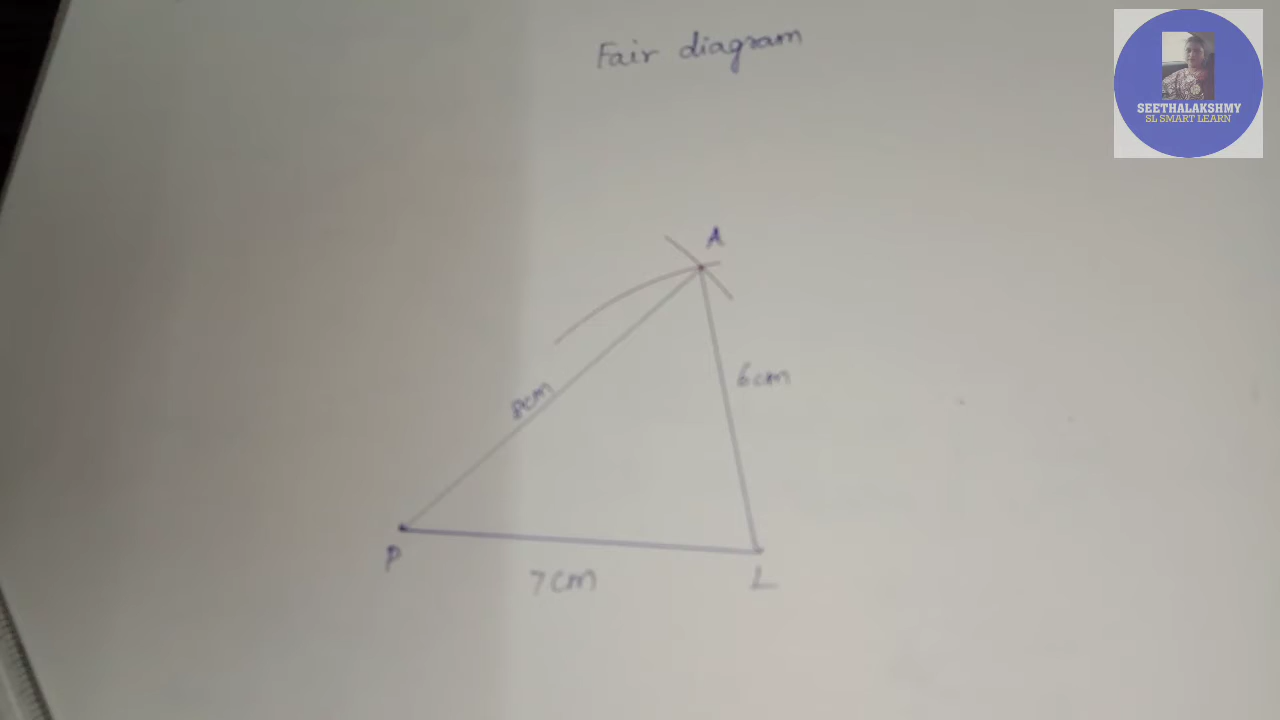 Fair diagram
SEETHALAKSHMY
SL SMART LEARN
A
8cm
6cm
P
7cm
L